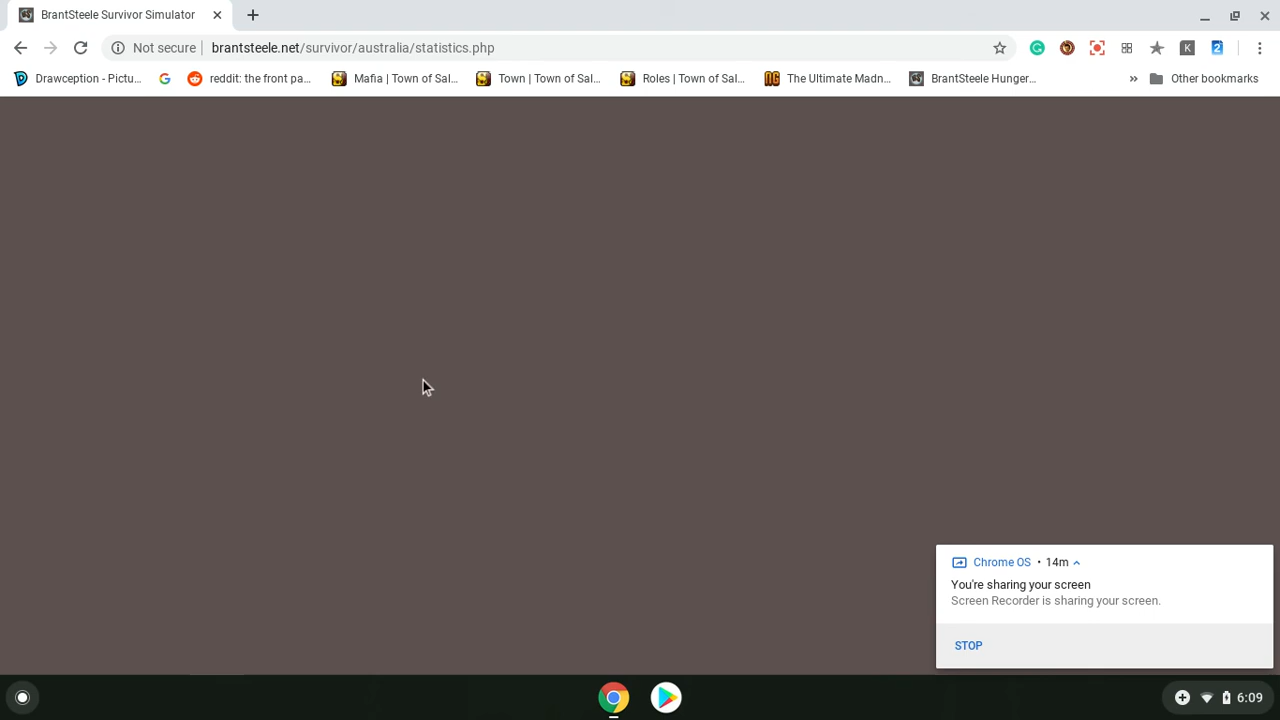 BrantSteele Survivor Simulator
Not secure brantsteele.net/survivor/australia/statistics.php
Drawception - Pictu... reddit: the front pa... Mafia | Town of Sal... Town | Town of Sal... Roles | Town of Sal... The Ultimate Madn... BrantSteele Hunger... » Other bookmarks
Chrome OS • 14m
You're sharing your screen
Screen Recorder is sharing your screen.
STOP
6:09